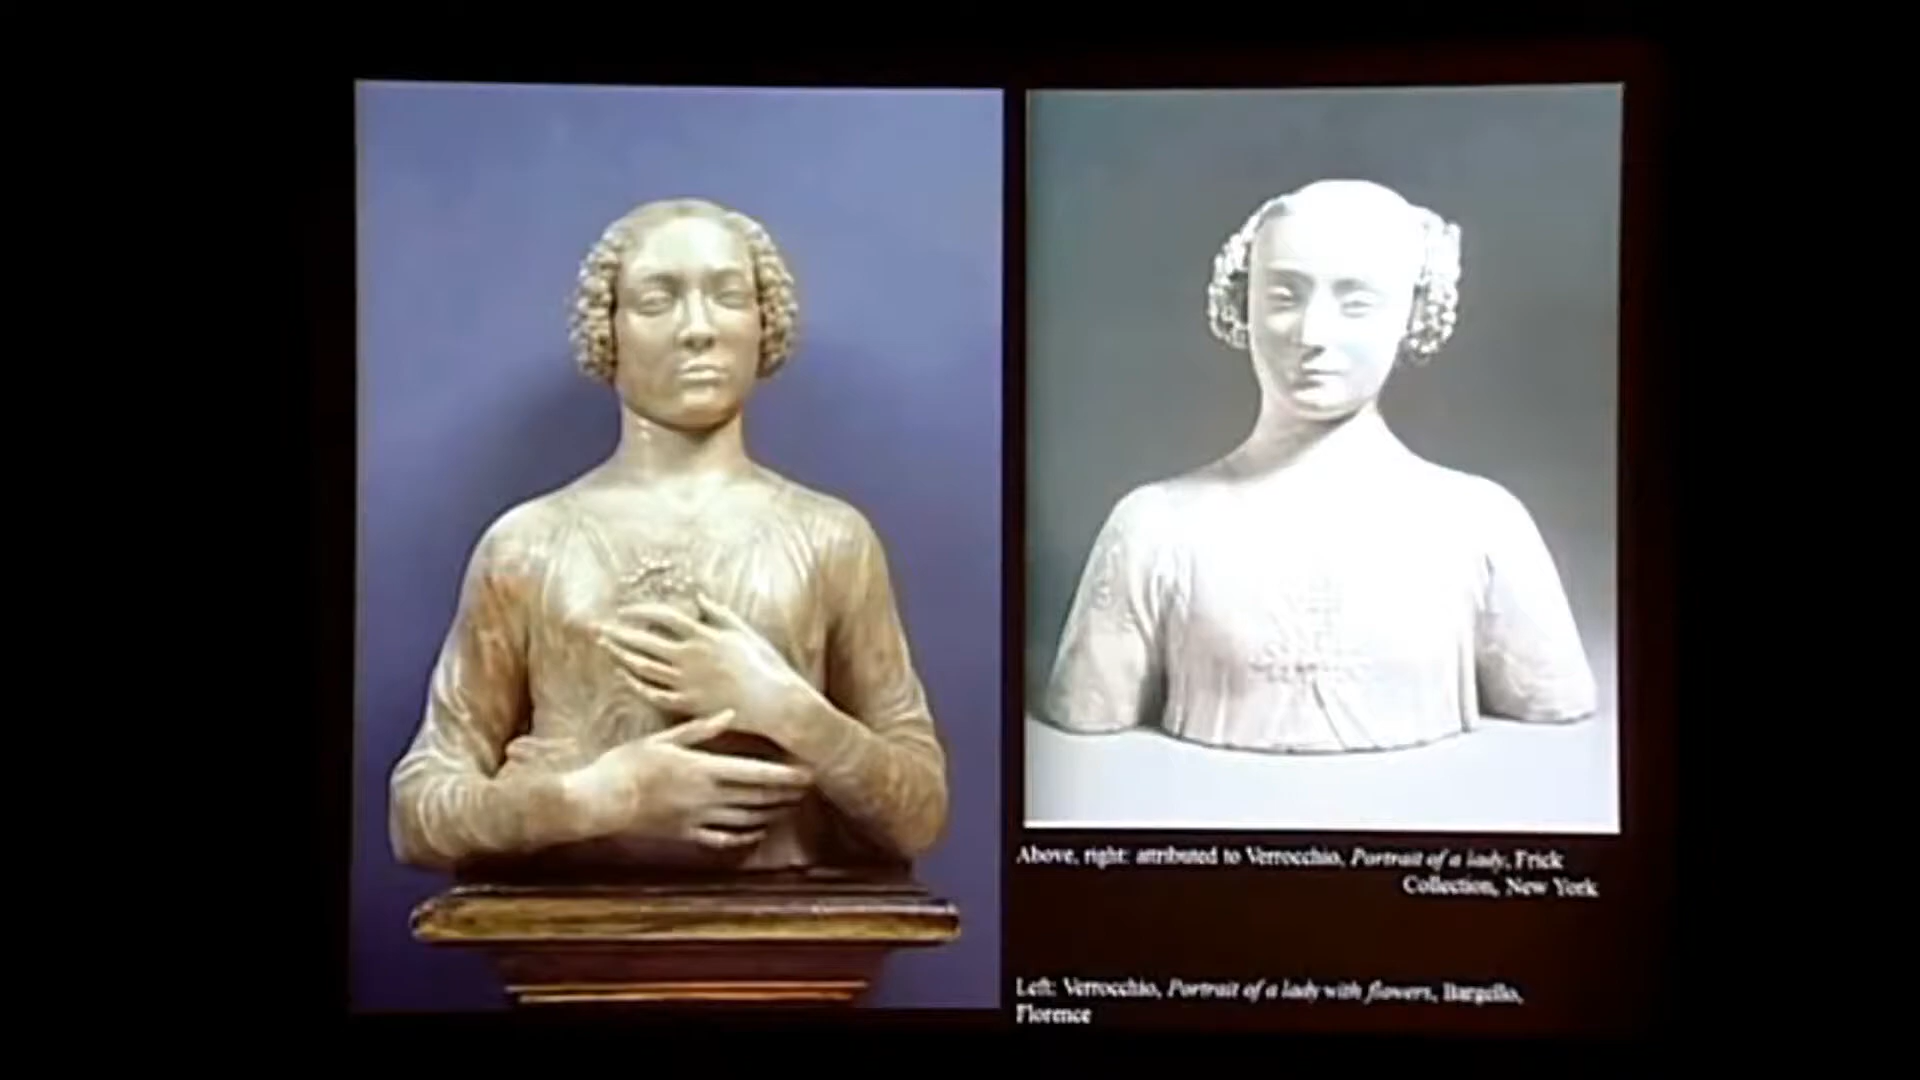 Above, right: attributed to Verrocchio, Portrait of a lady, Frick
Collection, New York
Left: Verrocchio, Portrait of a lady with flowers, Bargello,
Florence